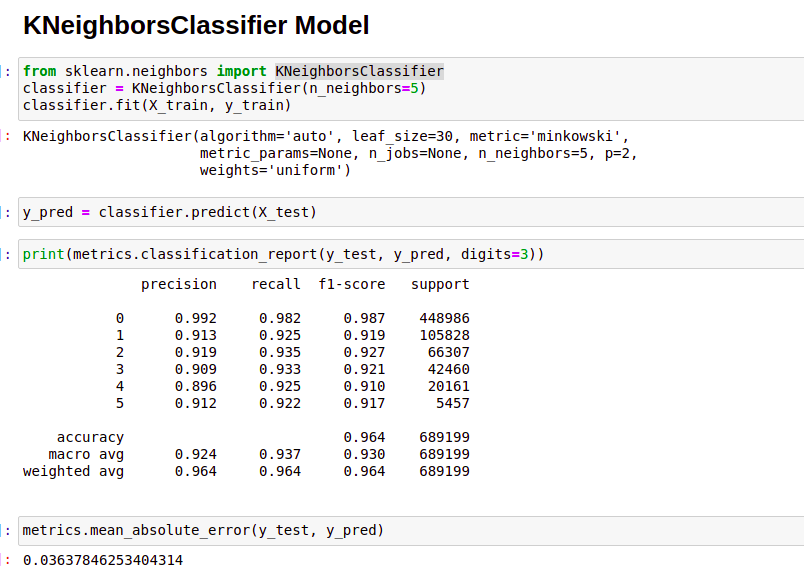 KNeighborsClassifier Model
]: from sklearn.neighbors import KNeighborsClassifier
classifier = KNeighborsClassifier(n_neighbors=5)
classifier.fit(X_train, y_train)
]: KNeighborsClassifier(algorithm='auto', leaf_size=30, metric='minkowski',
metric_params=None, n_jobs=None, n_neighbors=5, p=2,
weights='uniform')
]: y_pred = classifier.predict(X_test)
]: print(metrics.classification_report(y_test, y_pred, digits=3))
precision recall f1-score support
0 0.992 0.982 0.987 448986
1 0.913 0.925 0.919 105828
2 0.919 0.935 0.927 66307
3 0.909 0.933 0.921 42460
4 0.896 0.925 0.910 20161
5 0.912 0.922 0.917 5457
accuracy 0.964 689199
macro avg 0.924 0.937 0.930 689199
weighted avg 0.964 0.964 0.964 689199
]: metrics.mean_absolute_error(y_test, y_pred)
]: 0.03637846253404314